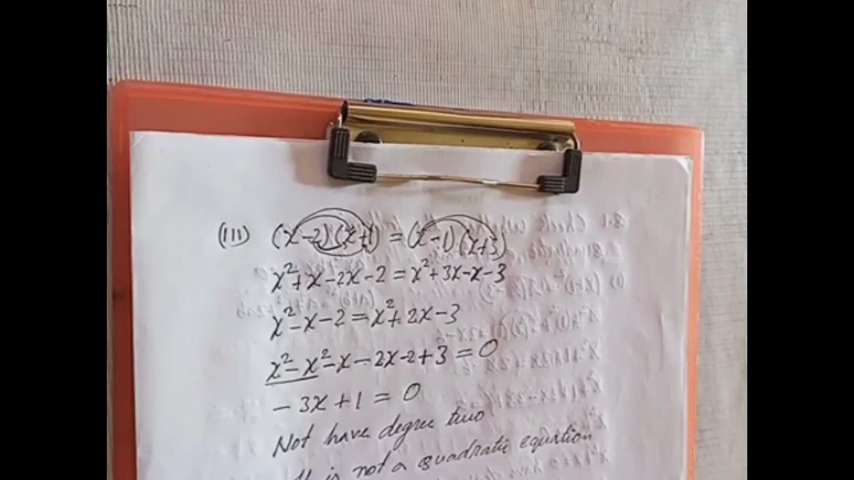 (iii) (x-2)(x+1) = (x-1)(x+3)
x²+x-2x-2 = x²+3x-x-3
x²-x-2 = x²+2x-3
x²-x²-x-2x-2+3 = 0
-3x+1 = 0
Not have degree two
is not a quadratic equation